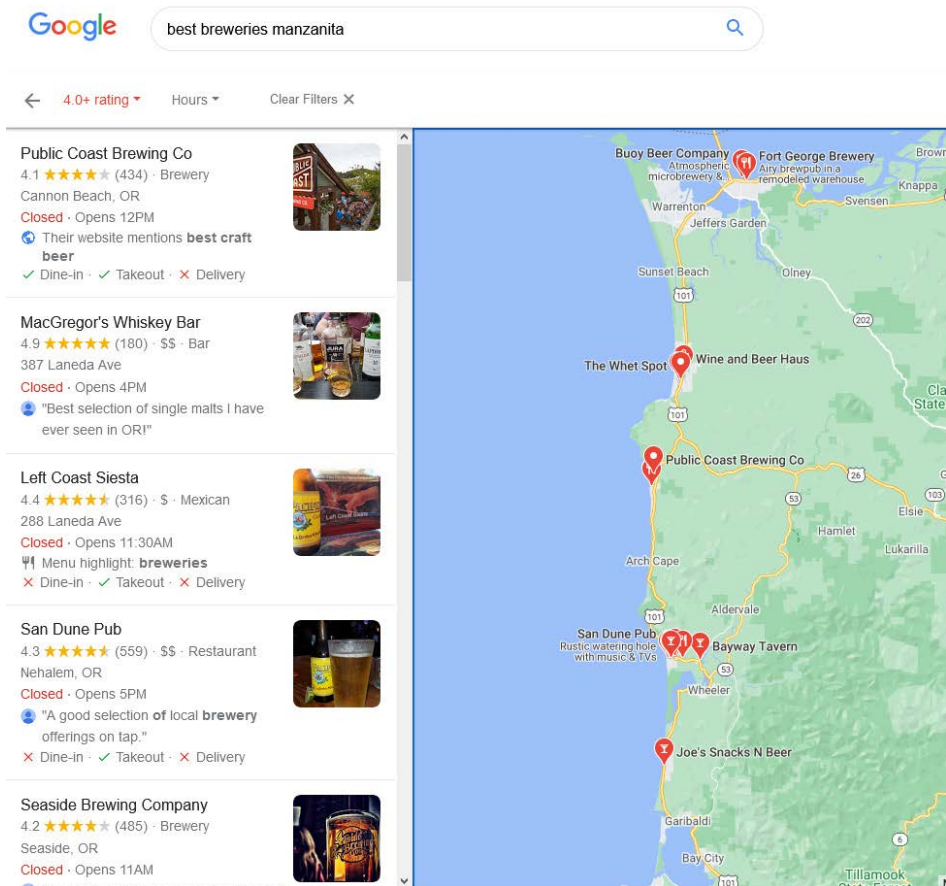 Google
best breweries manzanita
4.0+ rating
Hours
Clear Filters ×
Public Coast Brewing Co
4.1 ★★★★★ (434) · Brewery
Cannon Beach, OR
Closed · Opens 12PM
Their website mentions best craft
beer
✓ Dine-in · ✓ Takeout · × Delivery
MacGregor's Whiskey Bar
4.9 ★★★★★ (180) · $$ · Bar
387 Laneda Ave
Closed · Opens 4PM
"Best selection of single malts I have
ever seen in OR!"
Left Coast Siesta
4.4 ★★★★★ (316) · $ · Mexican
288 Laneda Ave
Closed · Opens 11:30AM
Menu highlight: breweries
× Dine-in · ✓ Takeout · × Delivery
San Dune Pub
4.3 ★★★★★ (559) · $$ · Restaurant
Nehalem, OR
Closed · Opens 5PM
"A good selection of local brewery
offerings on tap."
× Dine-in · ✓ Takeout · × Delivery
Seaside Brewing Company
4.2 ★★★★★ (485) · Brewery
Seaside, OR
Closed · Opens 11AM
Buoy Beer Company
Atmospheric
microbrewery &..
Fort George Brewery
Airy brewpub in a
remodeled warehouse
Brown
Knappa
Svensen
Warrenton
Jeffers Garden
Sunset Beach
Olney
101
202
The Whet Spot
Wine and Beer Haus
Cla
State
101
Public Coast Brewing Co
26
103
53
Elsie
Hamlet
Lukarilla
Arch Cape
Aldervale
101
San Dune Pub
Rustic watering hole
with music & TVs
Bayway Tavern
53
Wheeler
Joe's Snacks N Beer
Garibaldi
6
Bay City
101
Tillamook
State Forest